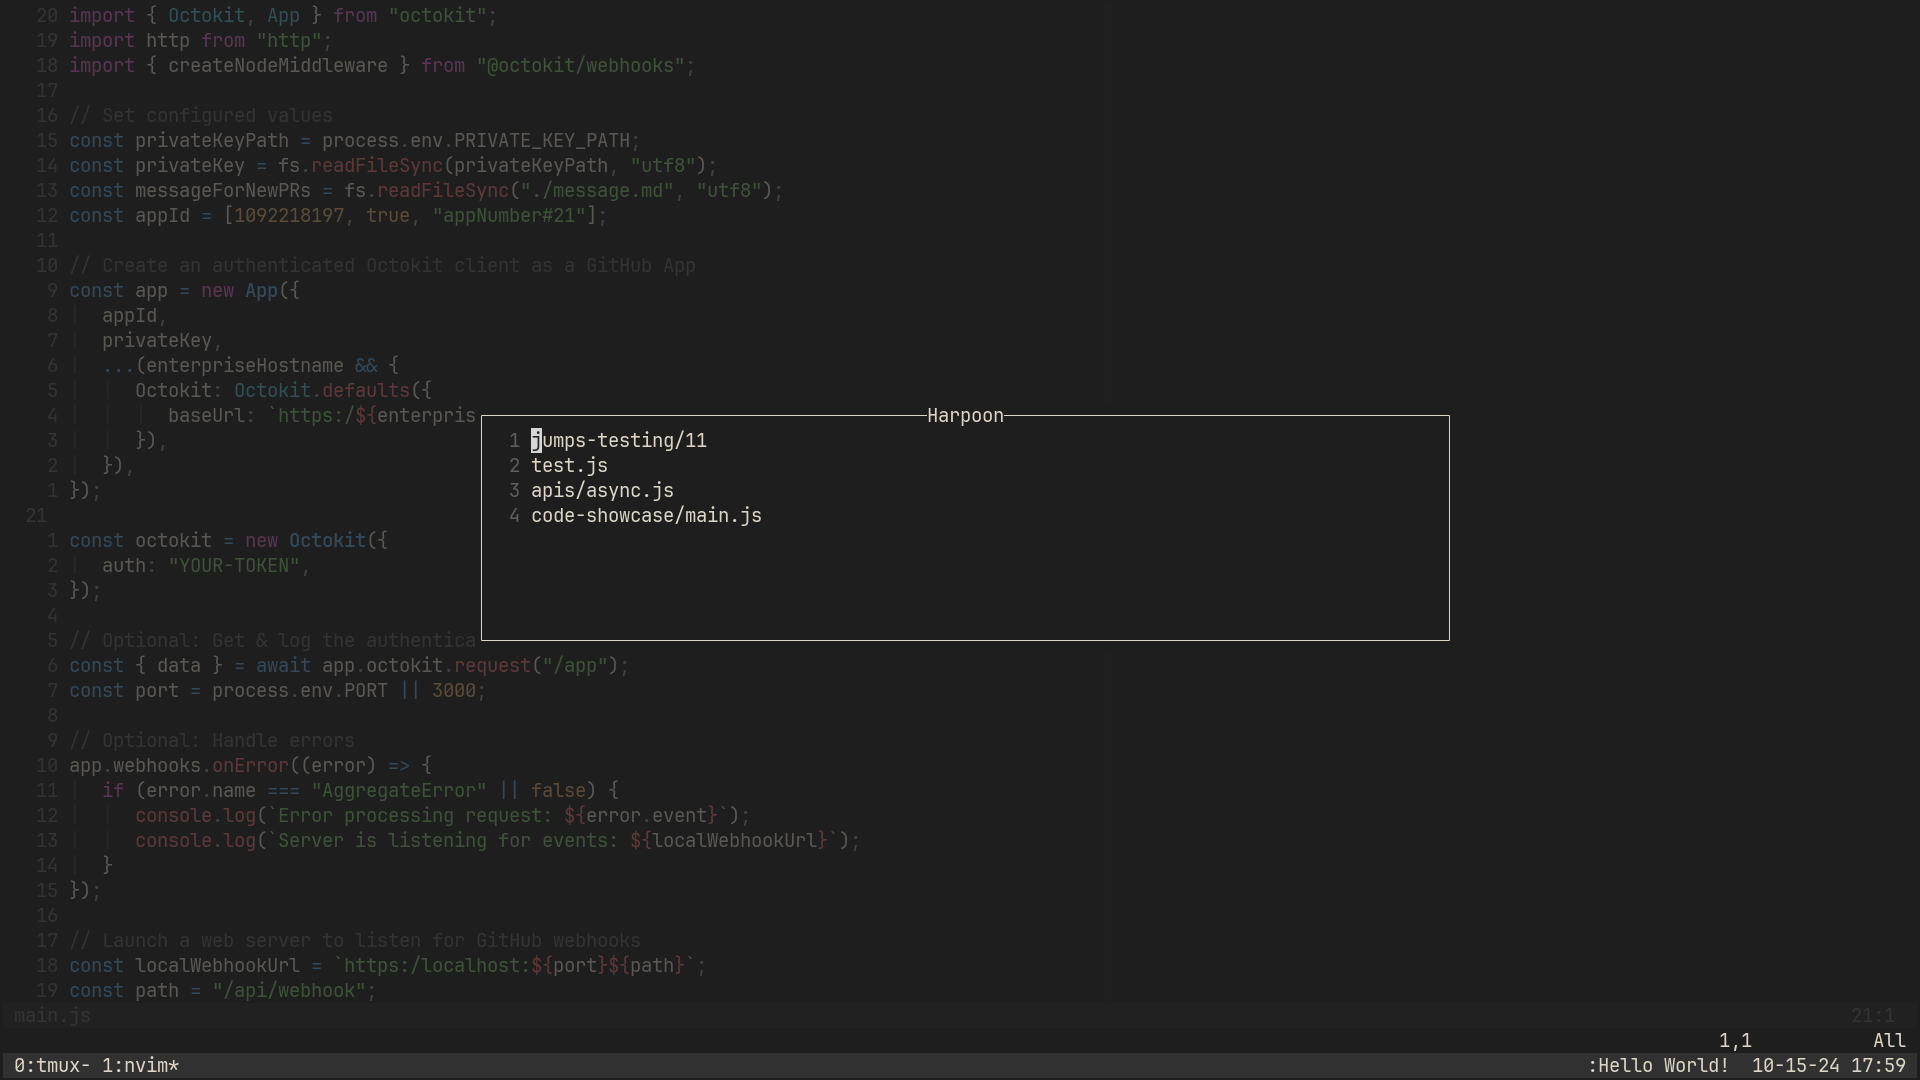 20 import { Octokit, App } from "octokit";
19 import http from "http";
18 import { createNodeMiddleware } from "@octokit/webhooks";
17
16 // Set configured values
15 const privateKeyPath = process.env.PRIVATE_KEY_PATH;
14 const privateKey = fs.readFileSync(privateKeyPath, "utf8");
13 const messageForNewPRs = fs.readFileSync("./message.md", "utf8");
12 const appId = [1092218197, true, "appNumber#21"];
11
10 // Create an authenticated Octokit client as a GitHub App
9 const app = new App({
8 appId,
7 privateKey,
6 ...(enterpriseHostname && {
5 Octokit: Octokit.defaults({
4 baseUrl: `https:/${enterpris
3 }),
2 }),
1 });
21
1 const octokit = new Octokit({
2 auth: "YOUR-TOKEN",
3 });
4
5 // Optional: Get & log the authentica
6 const { data } = await app.octokit.request("/app");
7 const port = process.env.PORT || 3000;
8
9 // Optional: Handle errors
10 app.webhooks.onError((error) => {
11 if (error.name === "AggregateError" || false) {
12 console.log(`Error processing request: ${error.event}`);
13 console.log(`Server is listening for events: ${localWebhookUrl}`);
14 }
15 });
16
17 // Launch a web server to listen for GitHub webhooks
18 const localWebhookUrl = `https:/localhost:${port}${path}`;
19 const path = "/api/webhook";
Harpoon
1 jumps-testing/11
2 test.js
3 apis/async.js
4 code-showcase/main.js
main.js 21:1
1,1 All
0:tmux- 1:nvim* :Hello World! 10-15-24 17:59